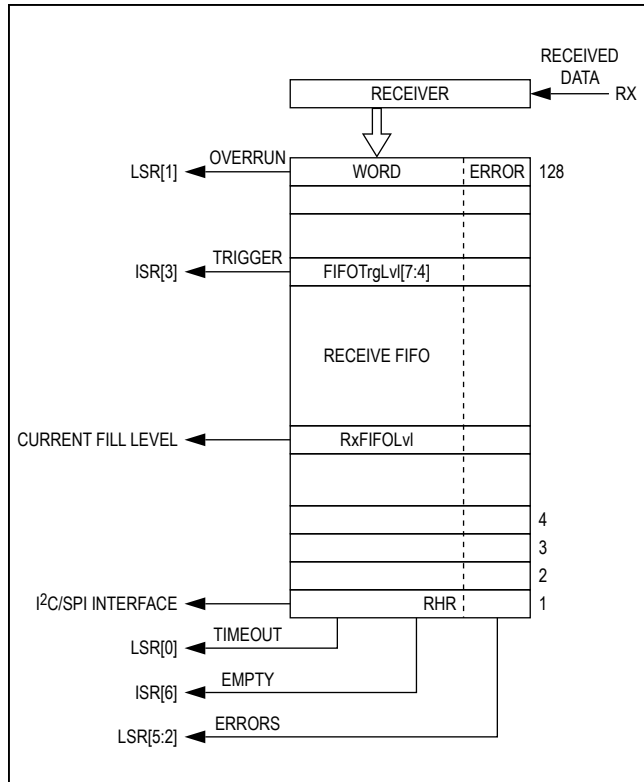 RECEIVED
DATA
RECEIVER
RX
OVERRUN
LSR[1]
WORD ERROR 128
TRIGGER
ISR[3]
FIFOTrgLvl[7:4]
RECEIVE FIFO
CURRENT FILL LEVEL
RxFIFOLvl
4
3
2
I²C/SPI INTERFACE
RHR 1
TIMEOUT
LSR[0]
EMPTY
ISR[6]
ERRORS
LSR[5:2]